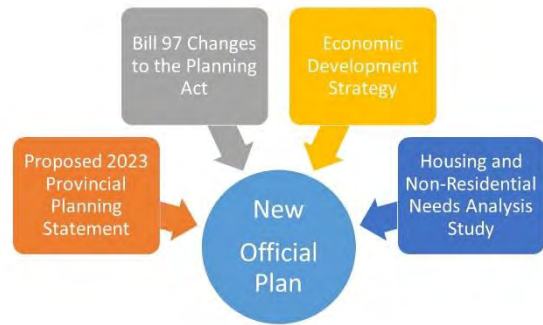 Bill 97 Changes
to the Planning
Act
Economic
Development
Strategy
Proposed 2023
Provincial
Planning
Statement
Housing and
Non-Residential
Needs Analysis
Study
New
Official
Plan